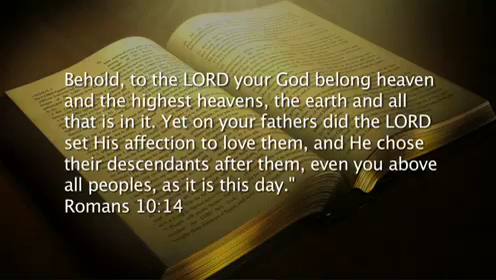 Behold, to the LORD your God belong heaven
and the highest heavens, the earth and all
that is in it. Yet on your fathers did the LORD
set His affection to love them, and He chose
their descendants after them, even you above
all peoples, as it is this day."
Romans 10:14